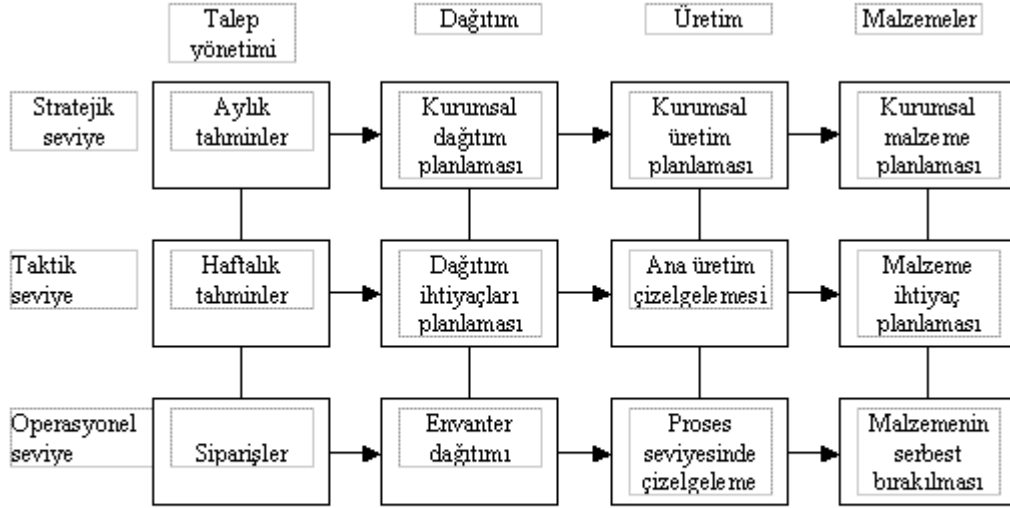 Talep
yönetimi
Dağıtım
Üretim
Malzemeler
Stratejik
seviye
Aylık
tahminler
Kurumsal
dağıtım
planlaması
Kurumsal
üretim
planlaması
Kurumsal
malzeme
planlaması
Taktik
seviye
Haftalık
tahminler
Dağıtım
ihtiyaçları
planlaması
Ana üretim
çizelgelemesi
Malzeme
ihtiyaç
planlaması
Operasyonel
seviye
Siparişler
Envanter
dağıtımı
Proses
seviyesinde
çizelgeleme
Malzemenin
serbest
bırakılması